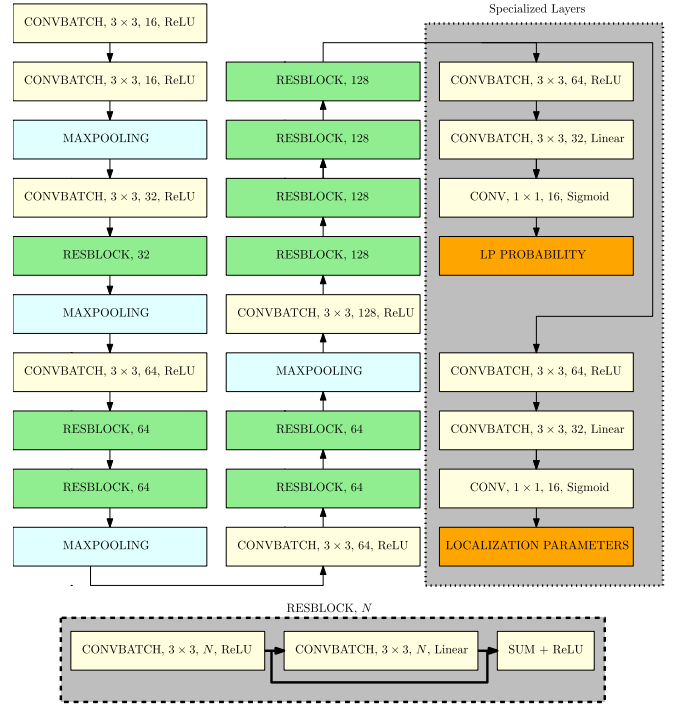 CONVBATCH, 3 × 3, 16, ReLU
CONVBATCH, 3 × 3, 16, ReLU
MAXPOOLING
CONVBATCH, 3 × 3, 32, ReLU
RESBLOCK, 32
MAXPOOLING
CONVBATCH, 3 × 3, 64, ReLU
RESBLOCK, 64
RESBLOCK, 64
MAXPOOLING
RESBLOCK, 128
RESBLOCK, 128
RESBLOCK, 128
RESBLOCK, 128
CONVBATCH, 3 × 3, 128, ReLU
MAXPOOLING
RESBLOCK, 64
RESBLOCK, 64
CONVBATCH, 3 × 3, 64, ReLU
Specialized Layers
CONVBATCH, 3 × 3, 64, ReLU
CONVBATCH, 3 × 3, 32, Linear
CONV, 1 × 1, 16, Sigmoid
LP PROBABILITY
CONVBATCH, 3 × 3, 64, ReLU
CONVBATCH, 3 × 3, 32, Linear
CONV, 1 × 1, 16, Sigmoid
LOCALIZATION PARAMETERS
RESBLOCK, N
CONVBATCH, 3 × 3, N, ReLU
CONVBATCH, 3 × 3, N, Linear
SUM + ReLU